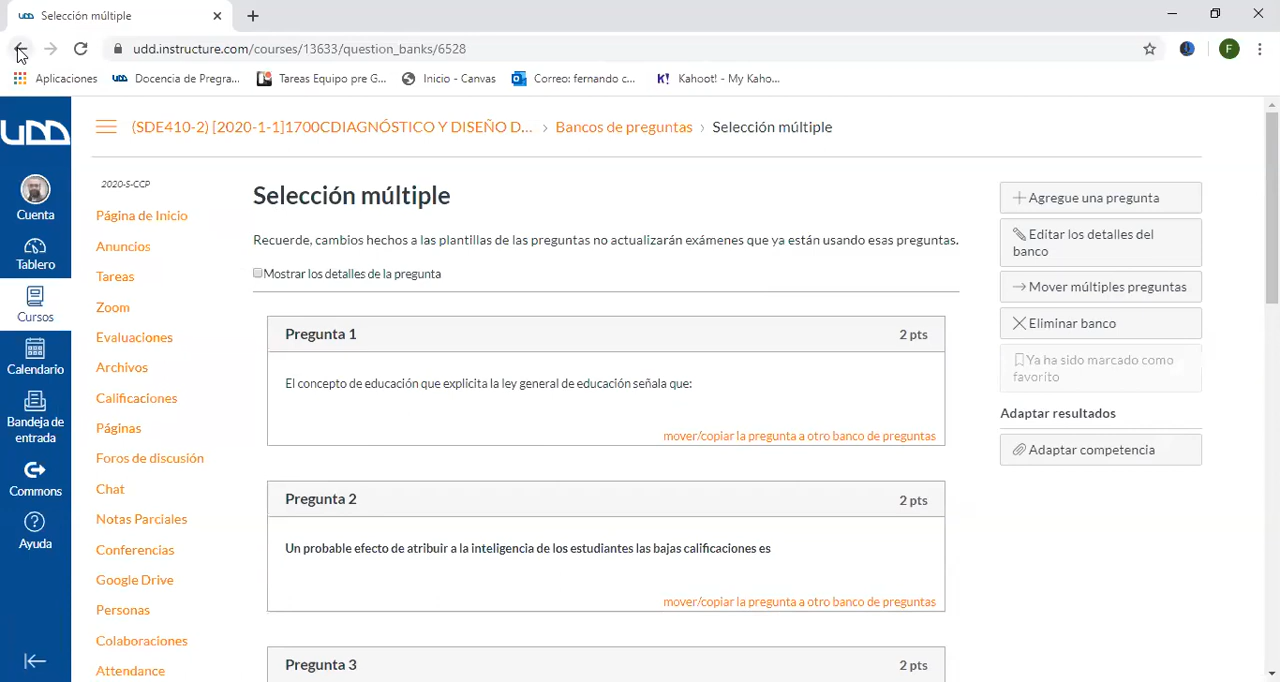 Selección múltiple
udd.instructure.com/courses/13633/question_banks/6528
F
Aplicaciones
Docencia de Pregra...
Tareas Equipo pre G...
Inicio - Canvas
Correo: fernando c...
K! Kahoot! - My Kaho...
UDD
(SDE410-2) [2020-1-1]1700CDIAGNÓSTICO Y DISEÑO D... › Bancos de preguntas › Selección múltiple
Cuenta
Tablero
Cursos
Calendario
Bandeja de
entrada
Commons
Ayuda
2020-S-CCP
Página de Inicio
Anuncios
Tareas
Zoom
Evaluaciones
Archivos
Calificaciones
Páginas
Foros de discusión
Chat
Notas Parciales
Conferencias
Google Drive
Personas
Colaboraciones
Attendance
Selección múltiple
Recuerde, cambios hechos a las plantillas de las preguntas no actualizarán exámenes que ya están usando esas preguntas.
Mostrar los detalles de la pregunta
Pregunta 1 2 pts
El concepto de educación que explicita la ley general de educación señala que:
mover/copiar la pregunta a otro banco de preguntas
Pregunta 2 2 pts
Un probable efecto de atribuir a la inteligencia de los estudiantes las bajas calificaciones es
mover/copiar la pregunta a otro banco de preguntas
Pregunta 3 2 pts
Agregue una pregunta
Editar los detalles del
banco
Mover múltiples preguntas
Eliminar banco
Ya ha sido marcado como
favorito
Adaptar resultados
Adaptar competencia